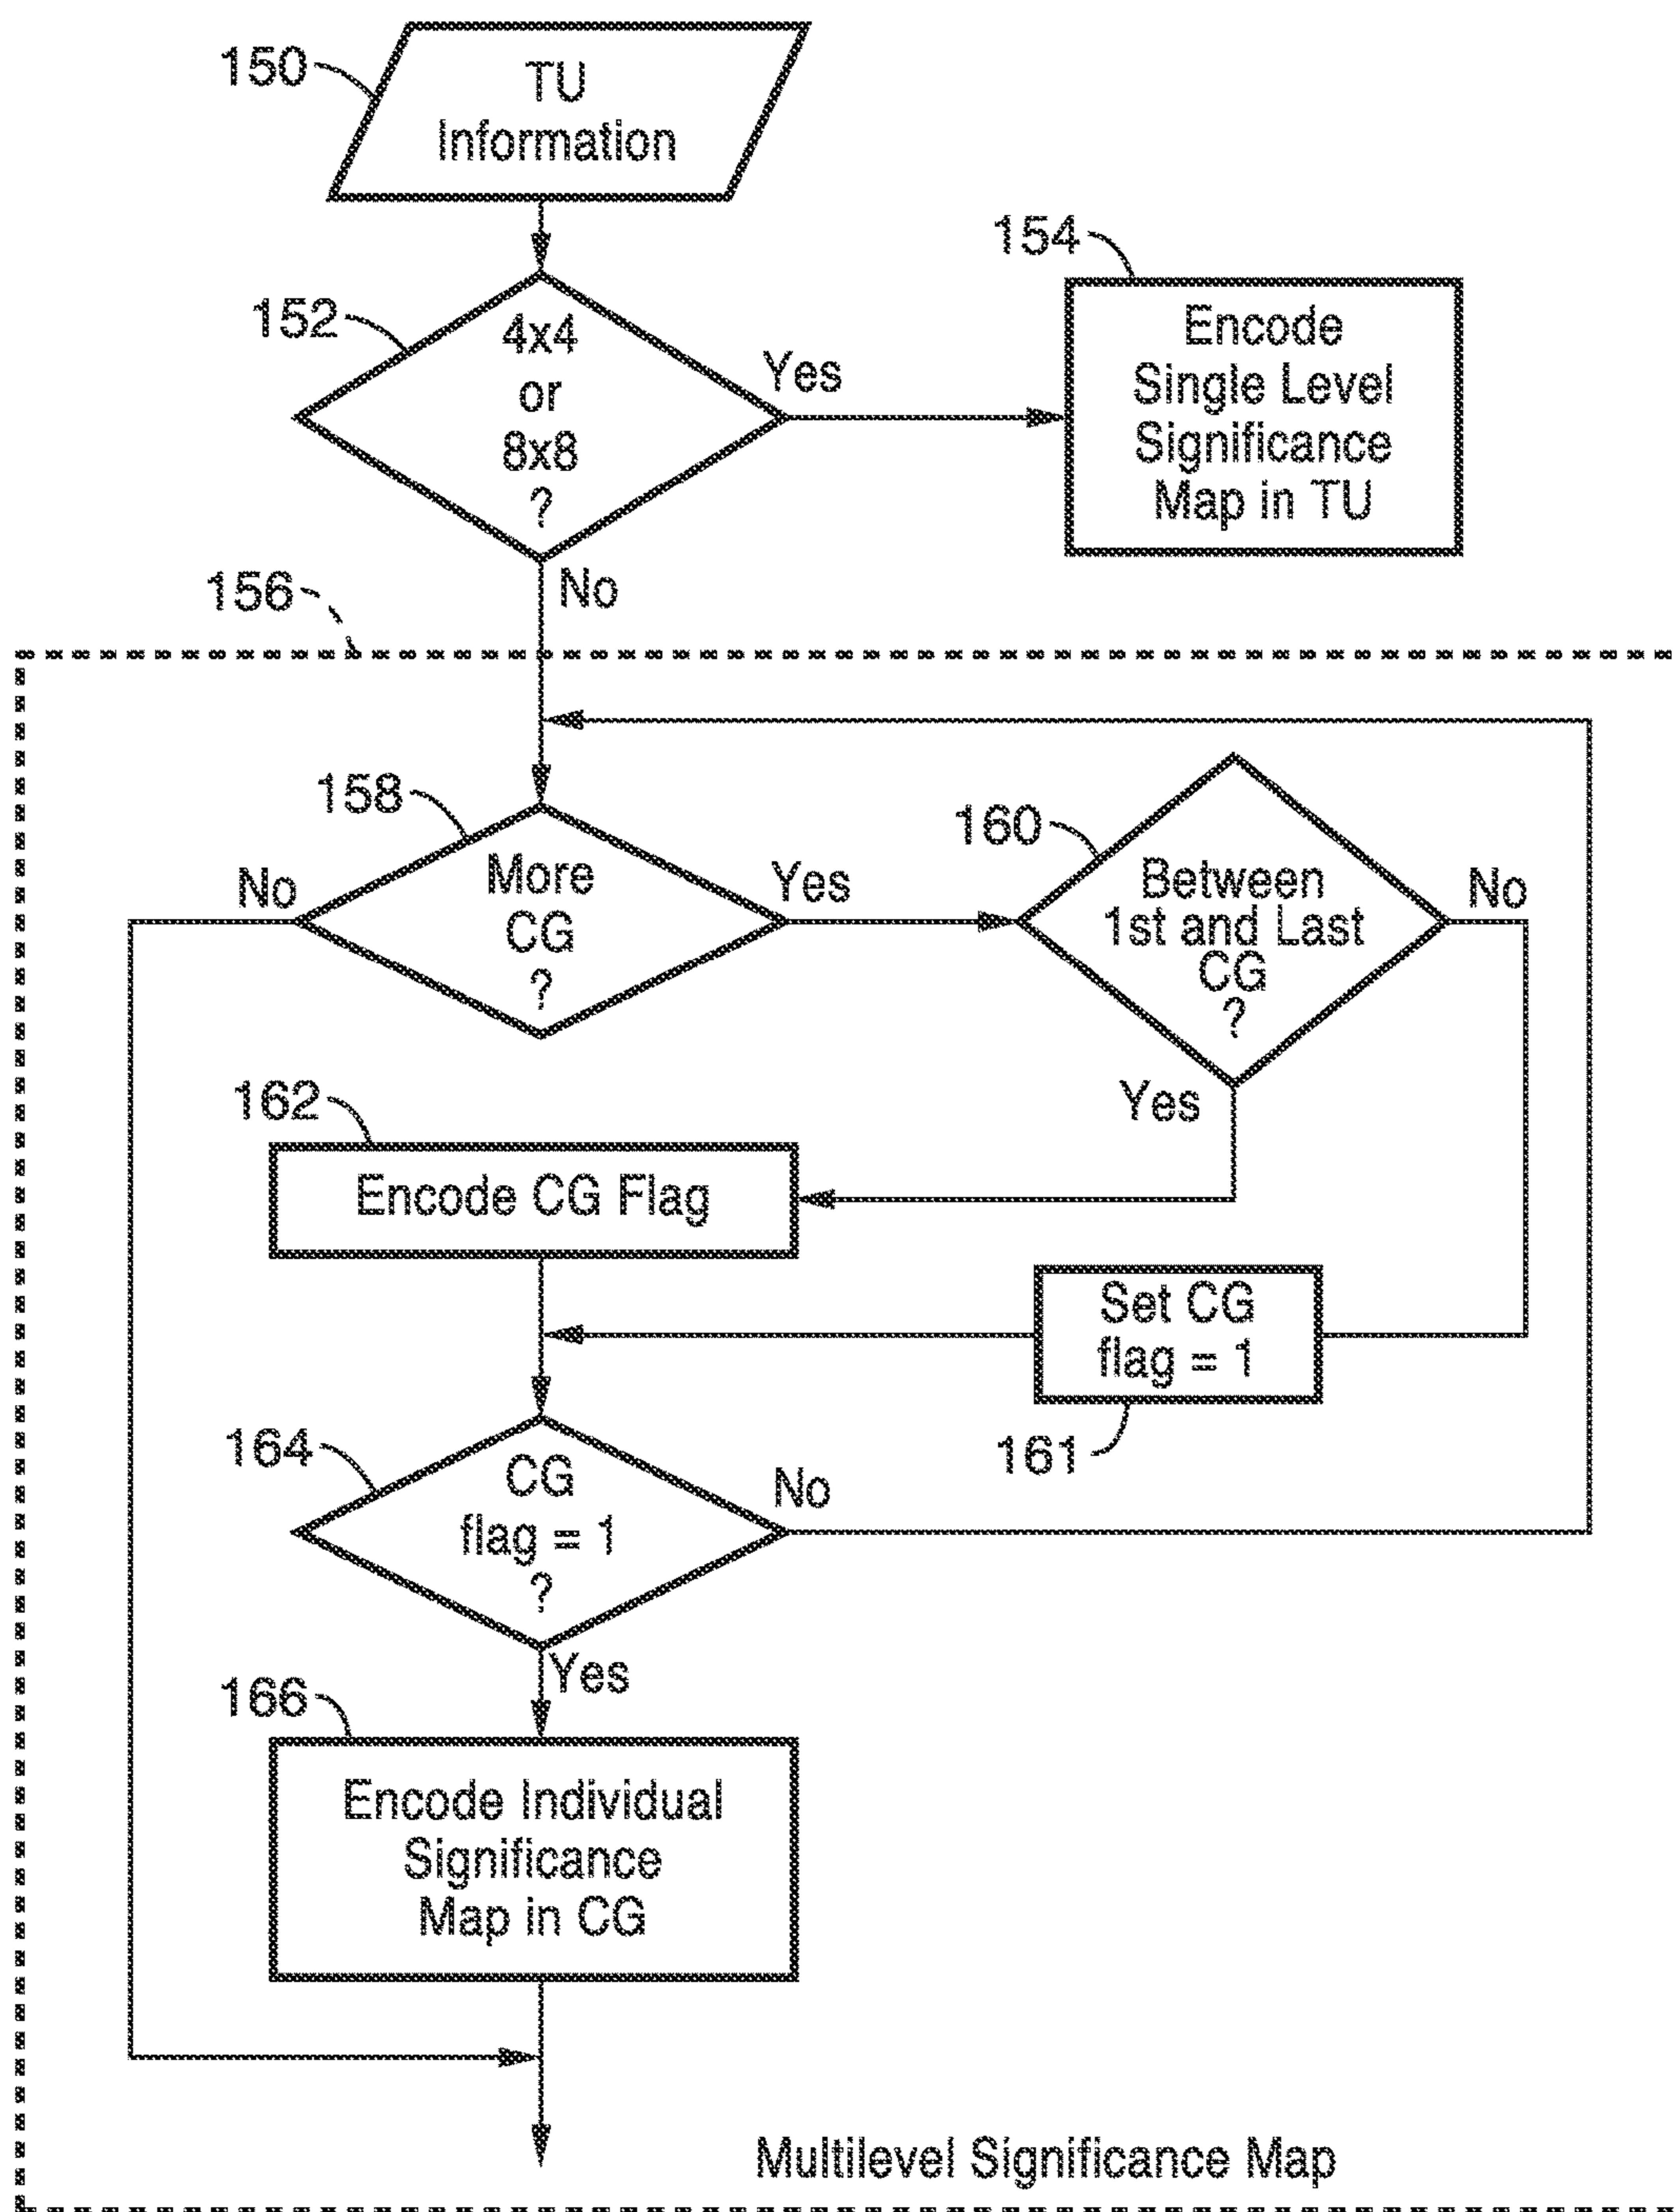 150
TU
Information
152
4x4
or
8x8
?
Yes
154
Encode
Single Level
Significance
Map in TU
No
156
158
More
CG
?
No
Yes
160
Between
1st and Last
CG
?
No
Yes
162
Encode CG Flag
Set CG
flag = 1
161
164
CG
flag = 1
?
No
Yes
166
Encode Individual
Significance
Map in CG
Multilevel Significance Map